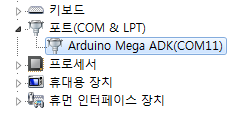 키보드
포트(COM & LPT)
Arduino Mega ADK(COM11)
프로세서
휴대용 장치
휴먼 인터페이스 장치